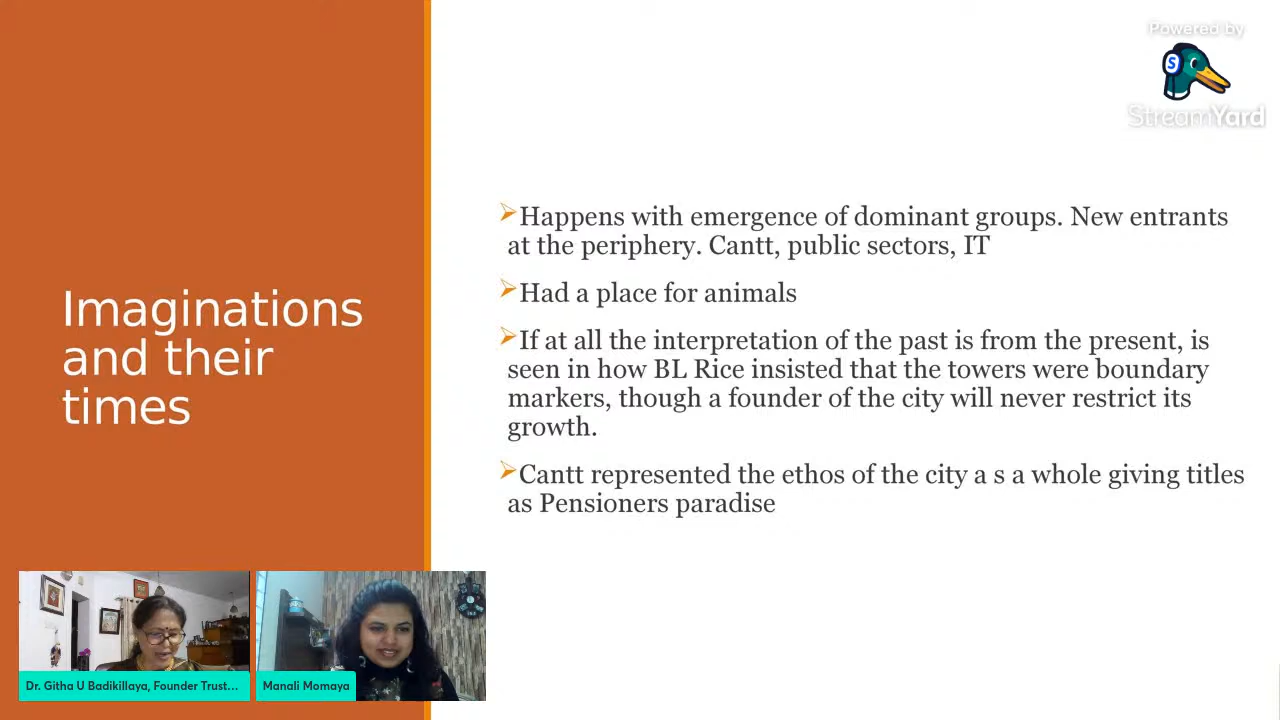 Powered by
StreamYard
Imaginations
and their
times
Happens with emergence of dominant groups. New entrants
at the periphery. Cantt, public sectors, IT
Had a place for animals
If at all the interpretation of the past is from the present, is
seen in how BL Rice insisted that the towers were boundary
markers, though a founder of the city will never restrict its
growth.
Cantt represented the ethos of the city a s a whole giving titles
as Pensioners paradise
Dr. Githa U Badikillaya, Founder Trust...
Manali Momaya